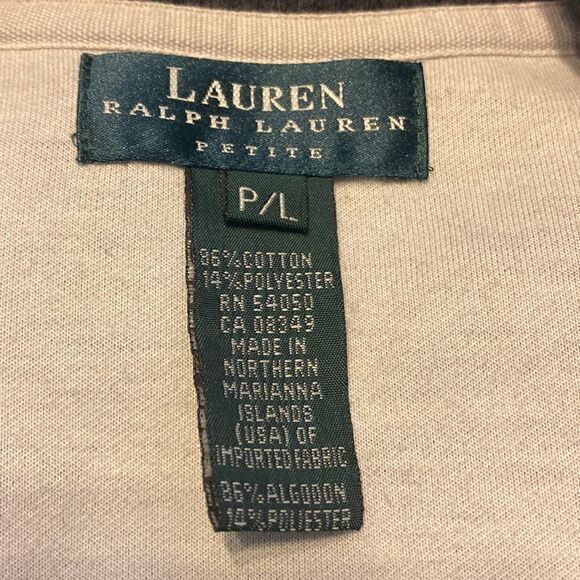 LAUREN
RALPH LAUREN
PETITE
P/L
86%COTTON
14%POLYESTER
RN 54050
CA 08349
MADE IN
NORTHERN
MARIANNA
ISLANDS
(USA) OF
IMPORTED FABRIC
86%ALGODON
14%POLIESTER